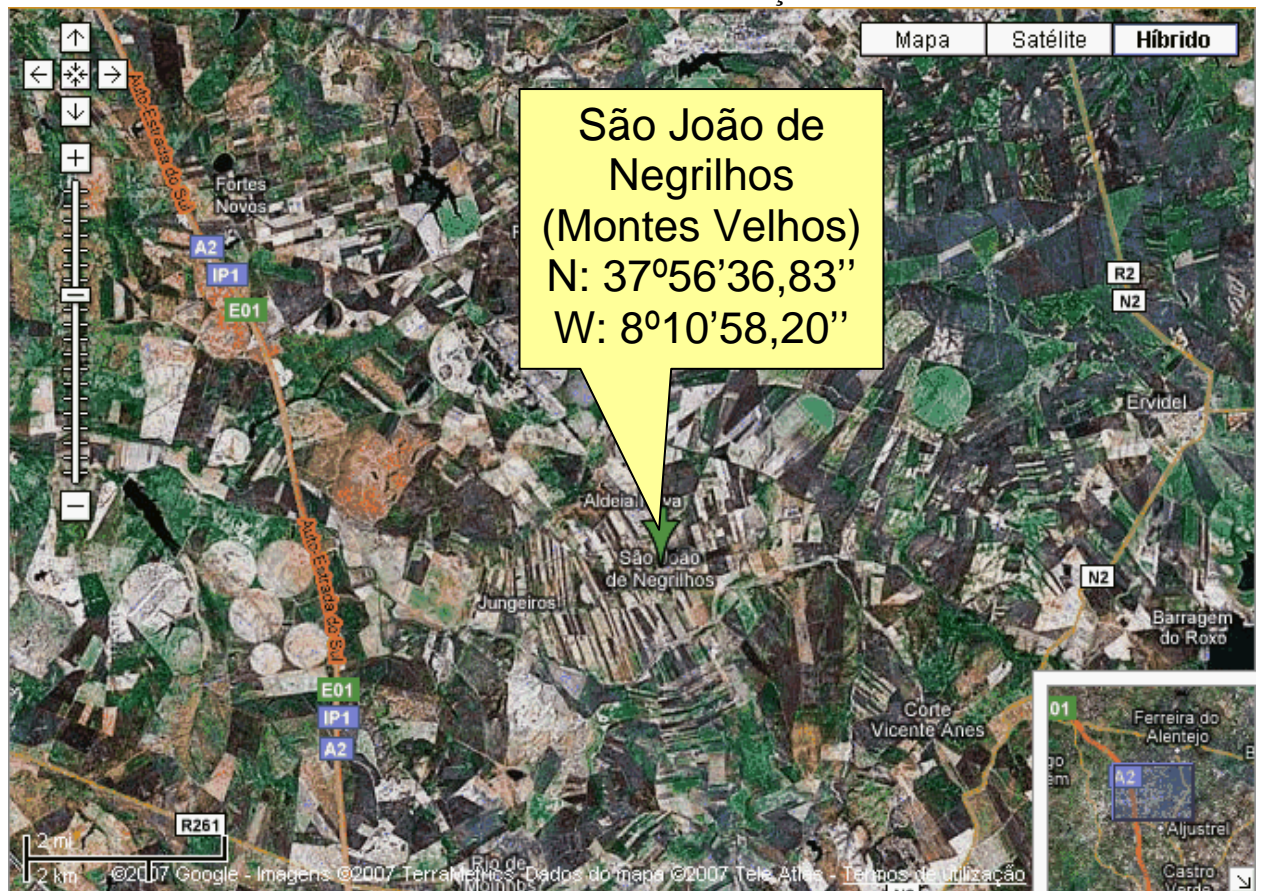 Mapa Satélite Híbrido
São João de
Negrilhos
(Montes Velhos)
N: 37º56’36,83’’
W: 8º10’58,20’’
Auto-Estrada do Sul
Fortes
Novos
A2
IP1
E01
R2
N2
Ervidel
São João
de Negrilhos
Jungeiros
N2
Barragem
do Roxo
Auto-Estrada do Sul
E01
IP1
A2
Corte
Vicente Anes
R261
2 mi
2 km
©2007 Google - Imagens ©2007 TerraMetrics, Dados do mapa ©2007 Tele Atlas - Termos de utilização
Rio de
Moinhos
01
Ferreira do
Alentejo
A2
Aljustrel
Castro
Verde